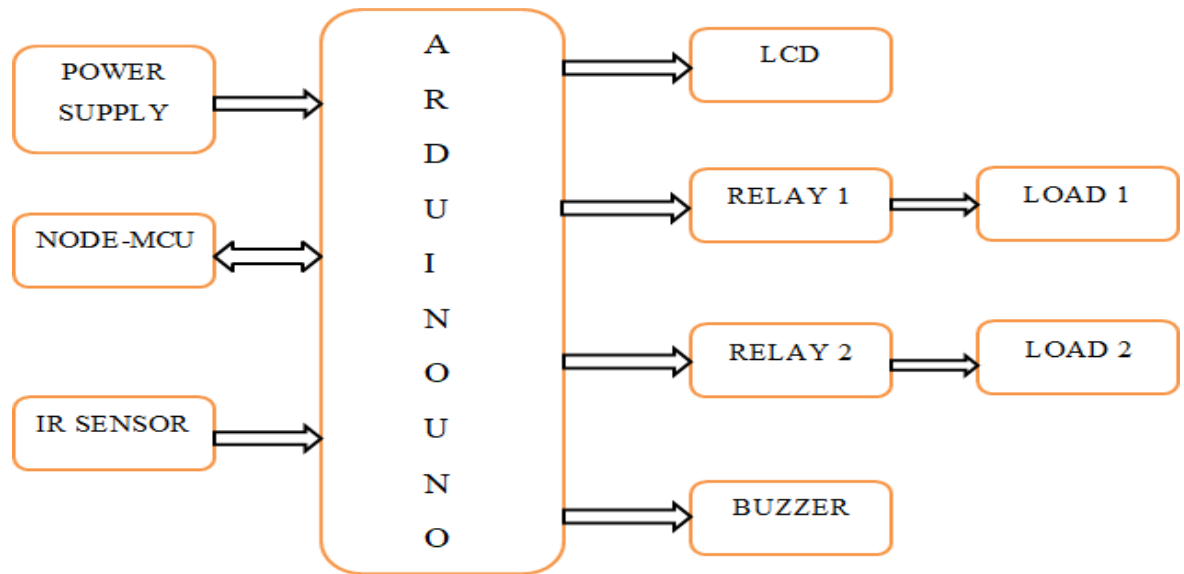 POWER
SUPPLY
NODE-MCU
IR SENSOR
A
R
D
U
I
N
O
U
N
O
LCD
RELAY 1
LOAD 1
RELAY 2
LOAD 2
BUZZER